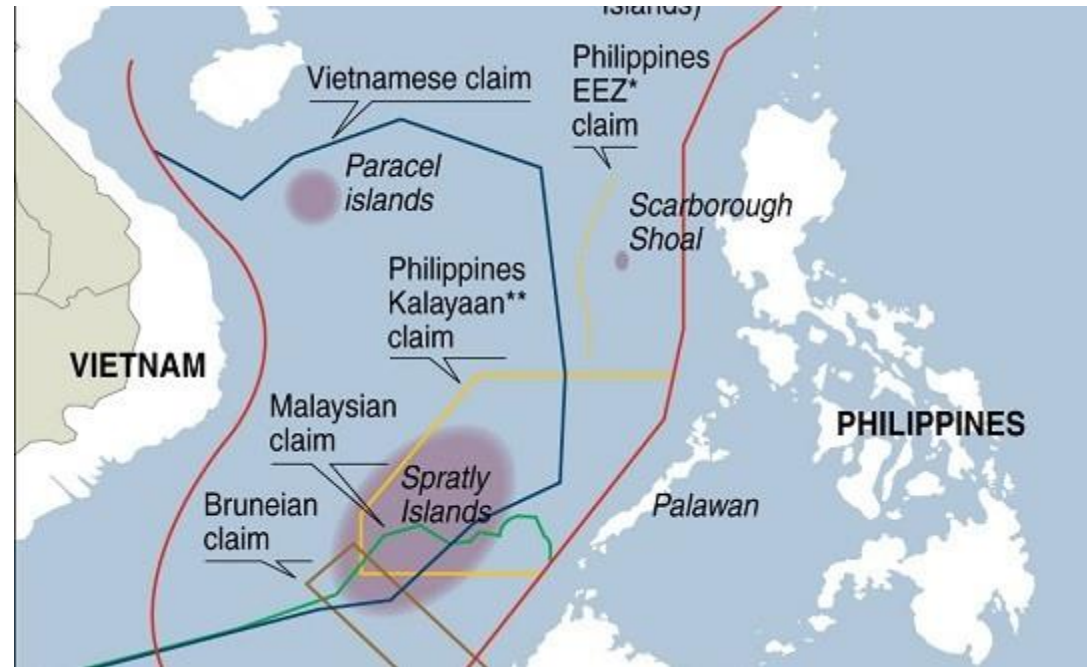 Islands)
Philippines
EEZ*
claim
Vietnamese claim
Paracel
islands
Scarborough
Shoal
Philippines
Kalayaan**
claim
VIETNAM
Malaysian
claim
PHILIPPINES
Spratly
Islands
Bruneian
claim
Palawan